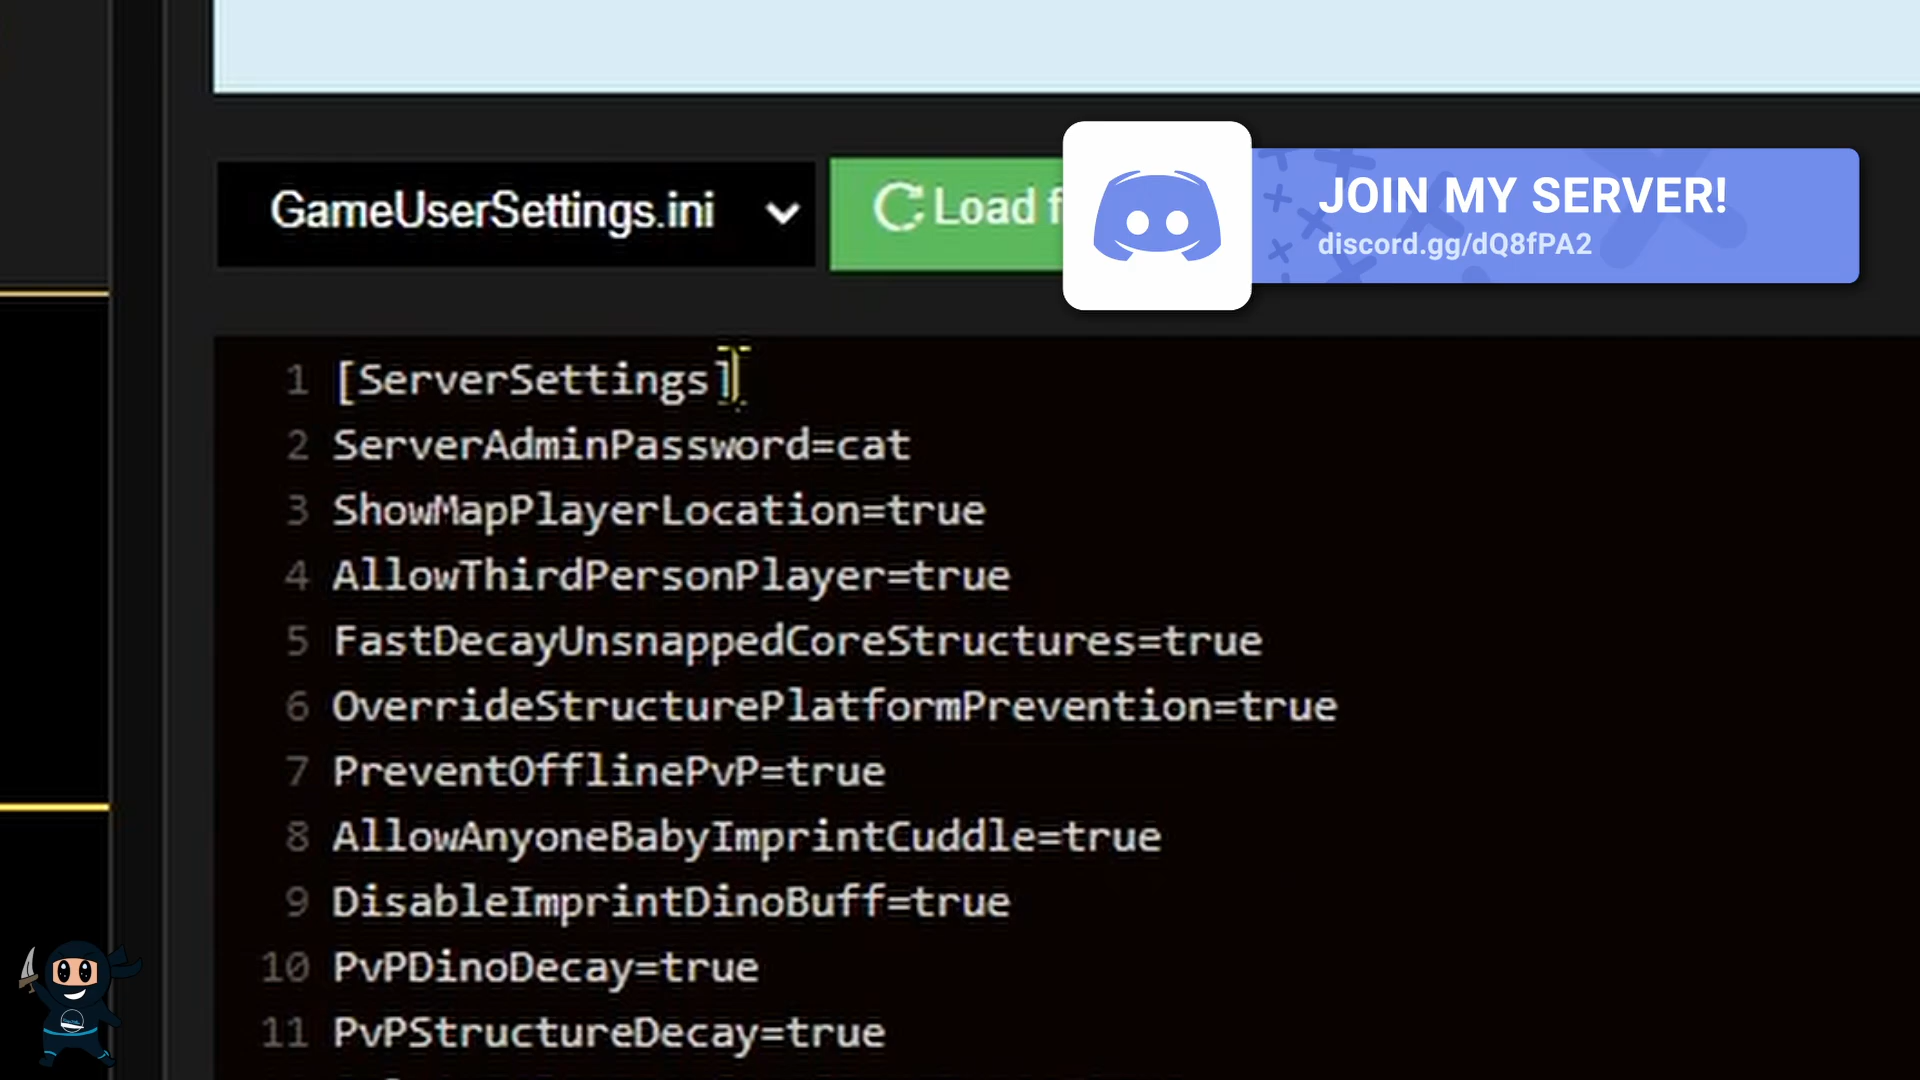 GameUserSettings.ini
Load f
JOIN MY SERVER!
discord.gg/dQ8fPA2
1 [ServerSettings]
2 ServerAdminPassword=cat
3 ShowMapPlayerLocation=true
4 AllowThirdPersonPlayer=true
5 FastDecayUnsnappedCoreStructures=true
6 OverrideStructurePlatformPrevention=true
7 PreventOfflinePvP=true
8 AllowAnyoneBabyImprintCuddle=true
9 DisableImprintDinoBuff=true
10 PvPDinoDecay=true
11 PvPStructureDecay=true